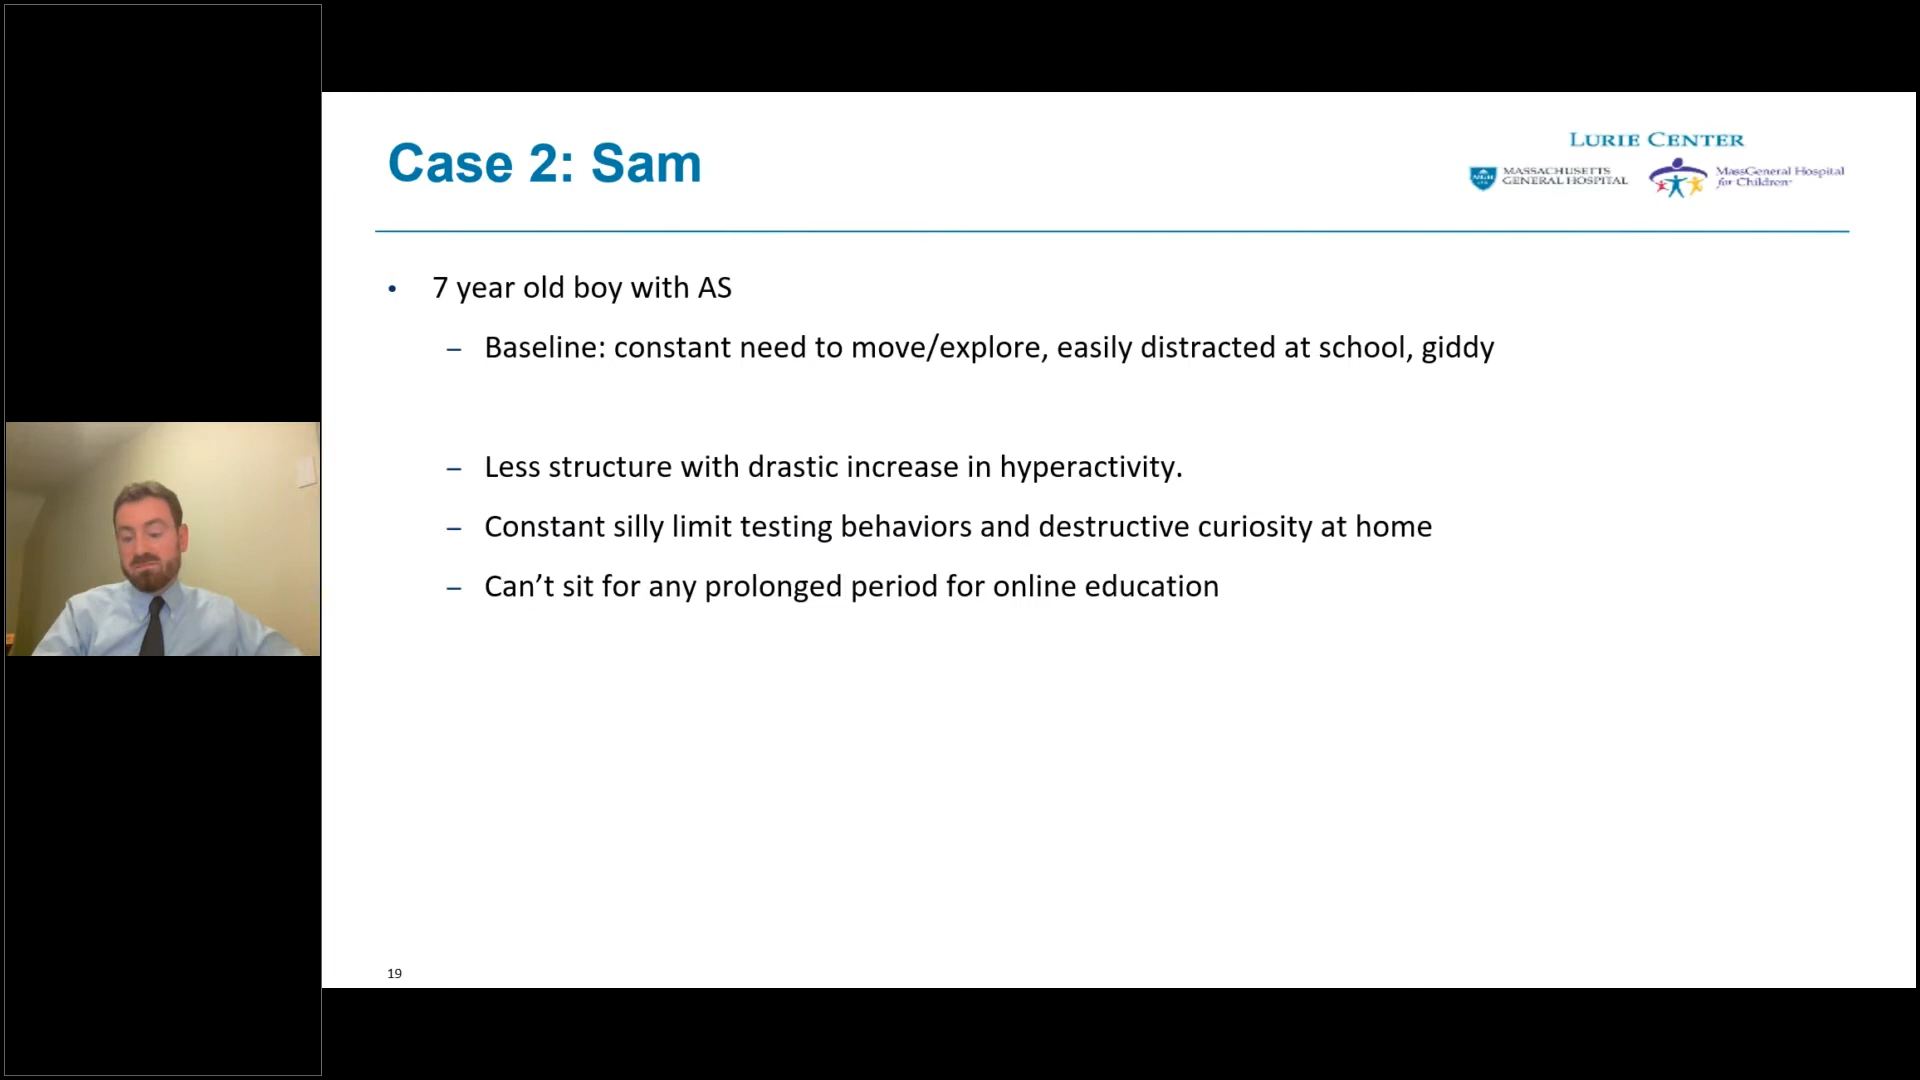 Case 2: Sam
LURIE CENTER
MASSACHUSETTS
GENERAL HOSPITAL
MassGeneral Hospital
for Children
• 7 year old boy with AS
– Baseline: constant need to move/explore, easily distracted at school, giddy
– Less structure with drastic increase in hyperactivity.
– Constant silly limit testing behaviors and destructive curiosity at home
– Can’t sit for any prolonged period for online education
19